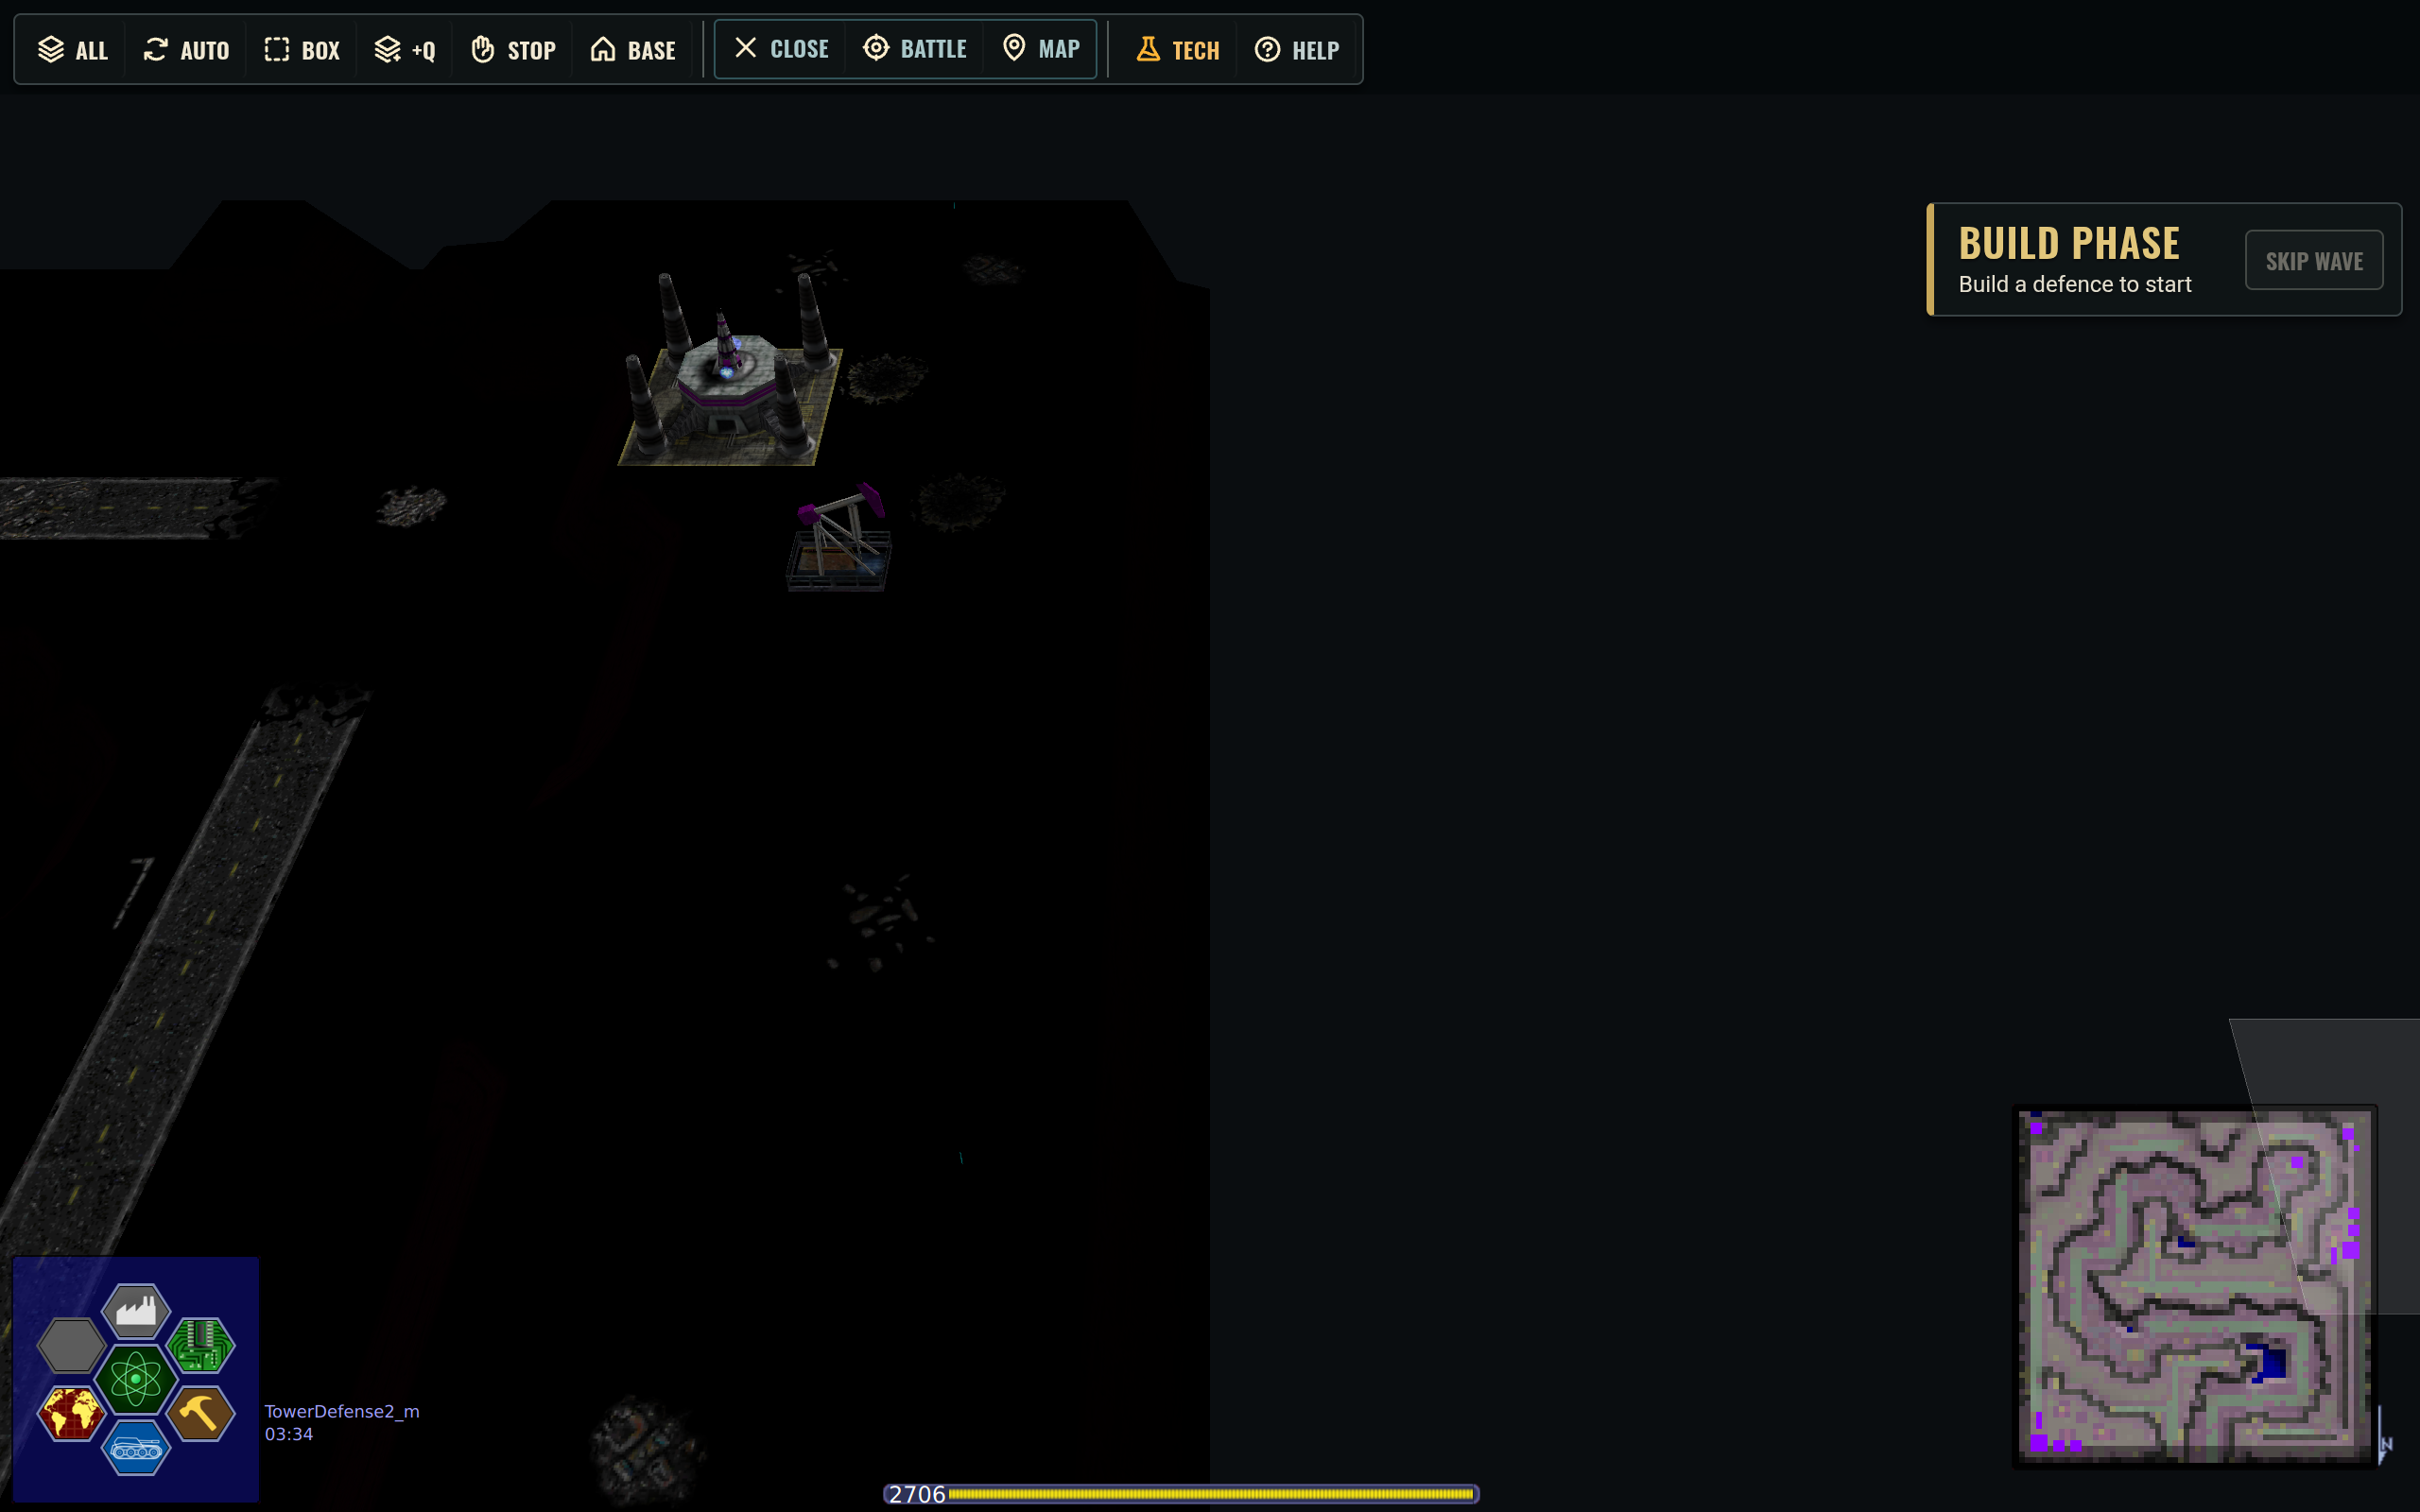 ALL AUTO BOX +Q STOP BASE CLOSE BATTLE MAP TECH HELP
BUILD PHASE
Build a defence to start
SKIP WAVE
TowerDefense2_m
03:34
N
2706